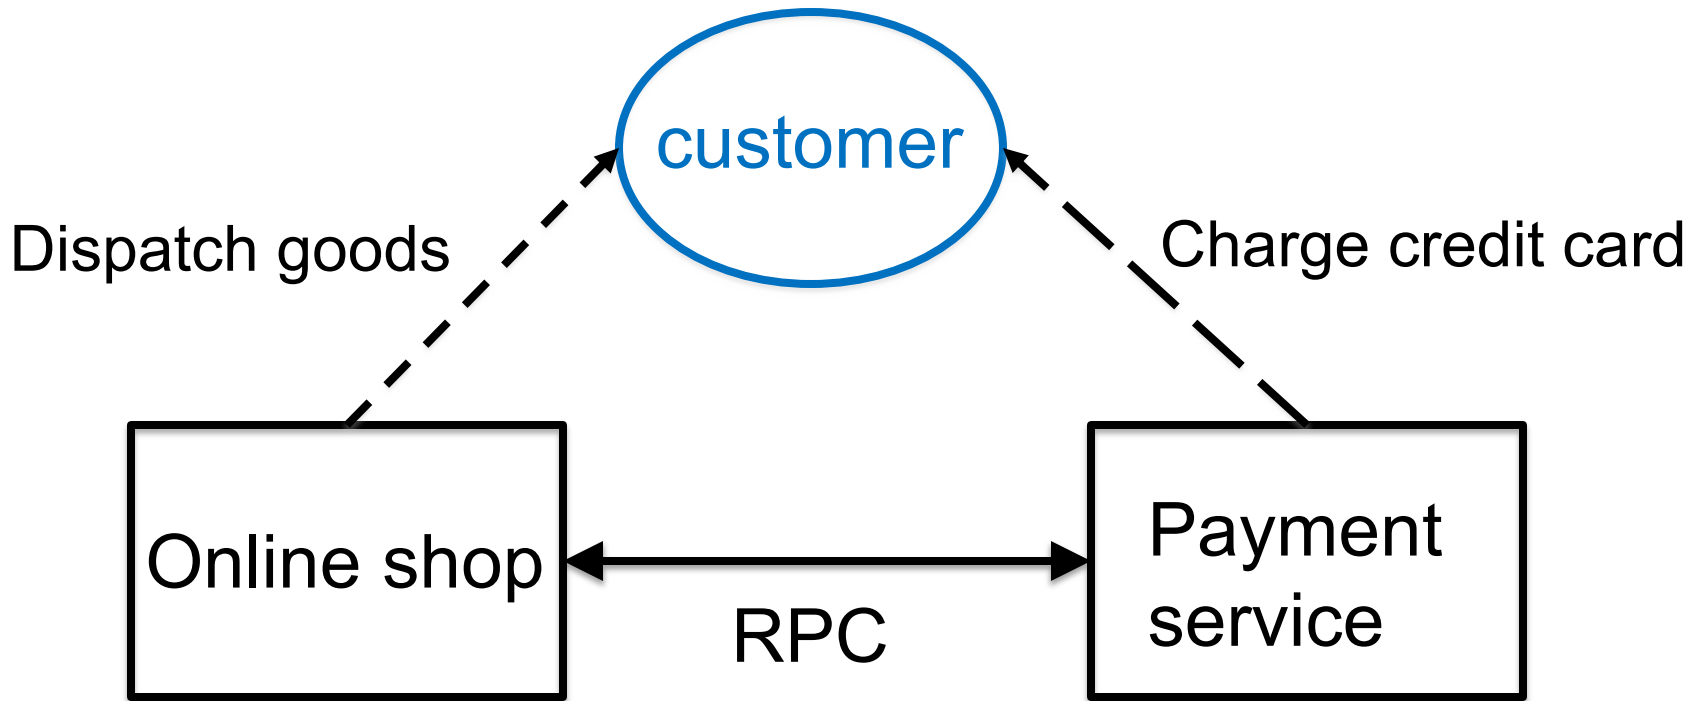 customer
Dispatch goods
Charge credit card
Online shop
RPC
Payment
service